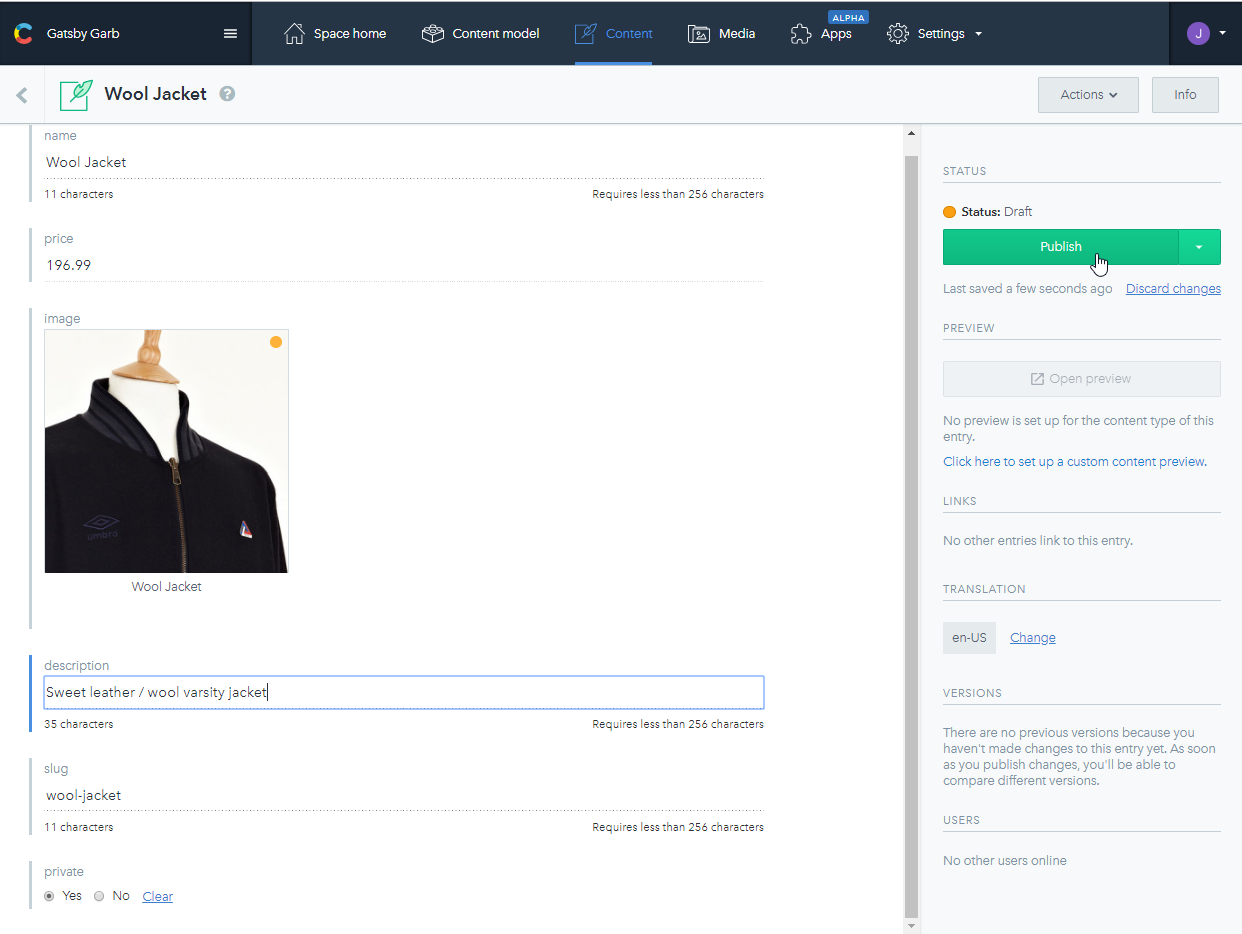 Gatsby Garb
Space home
Content model
Content
Media
ALPHA
Apps
Settings
J
Wool Jacket
?
Actions
Info
name
Wool Jacket
11 characters
Requires less than 256 characters
price
196.99
image
umbro
Wool Jacket
description
Sweet leather / wool varsity jacket
35 characters
Requires less than 256 characters
slug
wool-jacket
11 characters
Requires less than 256 characters
private
Yes
No
Clear
STATUS
Status: Draft
Publish
Last saved a few seconds ago
Discard changes
PREVIEW
Open preview
No preview is set up for the content type of this
entry.
Click here to set up a custom content preview.
LINKS
No other entries link to this entry.
TRANSLATION
en-US
Change
VERSIONS
There are no previous versions because you
haven't made changes to this entry yet. As soon
as you publish changes, you'll be able to
compare different versions.
USERS
No other users online